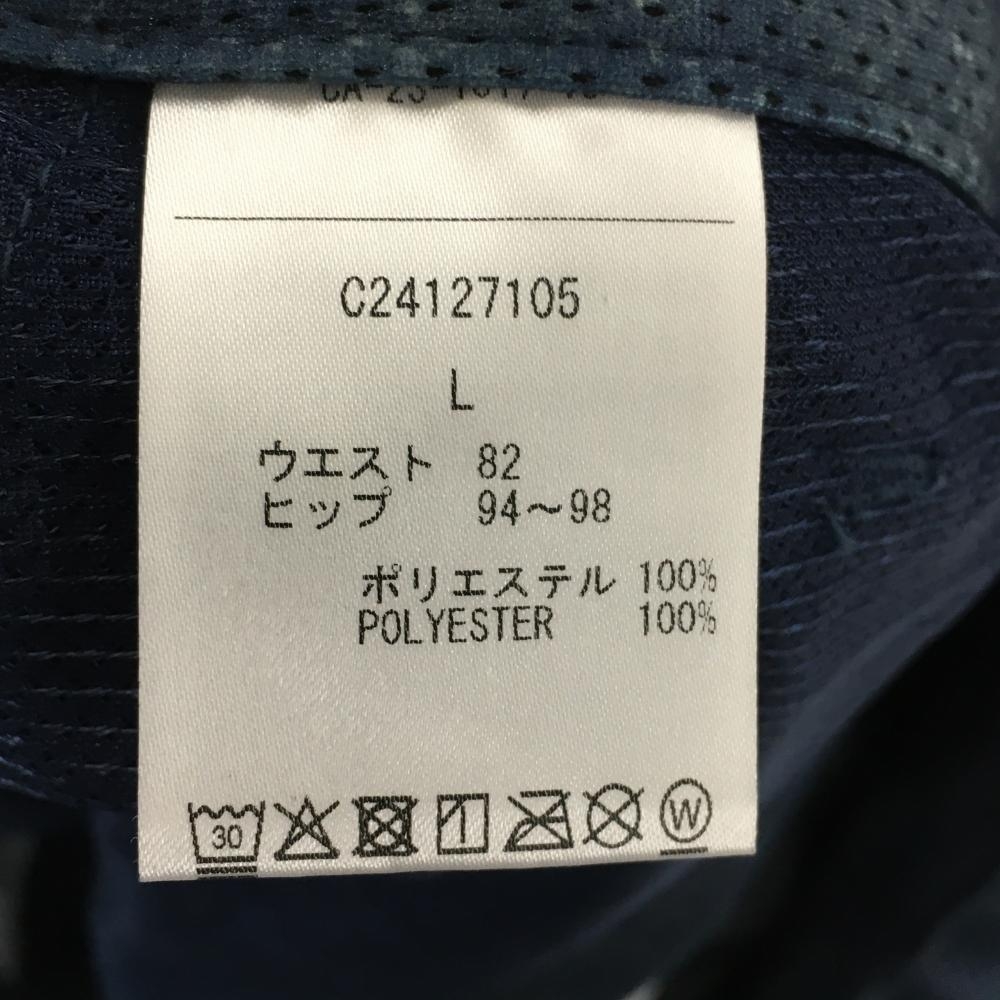 C24127105
L
ウエスト 82
ヒップ 94～98
ポリエステル 100%
POLYESTER 100%
30
W